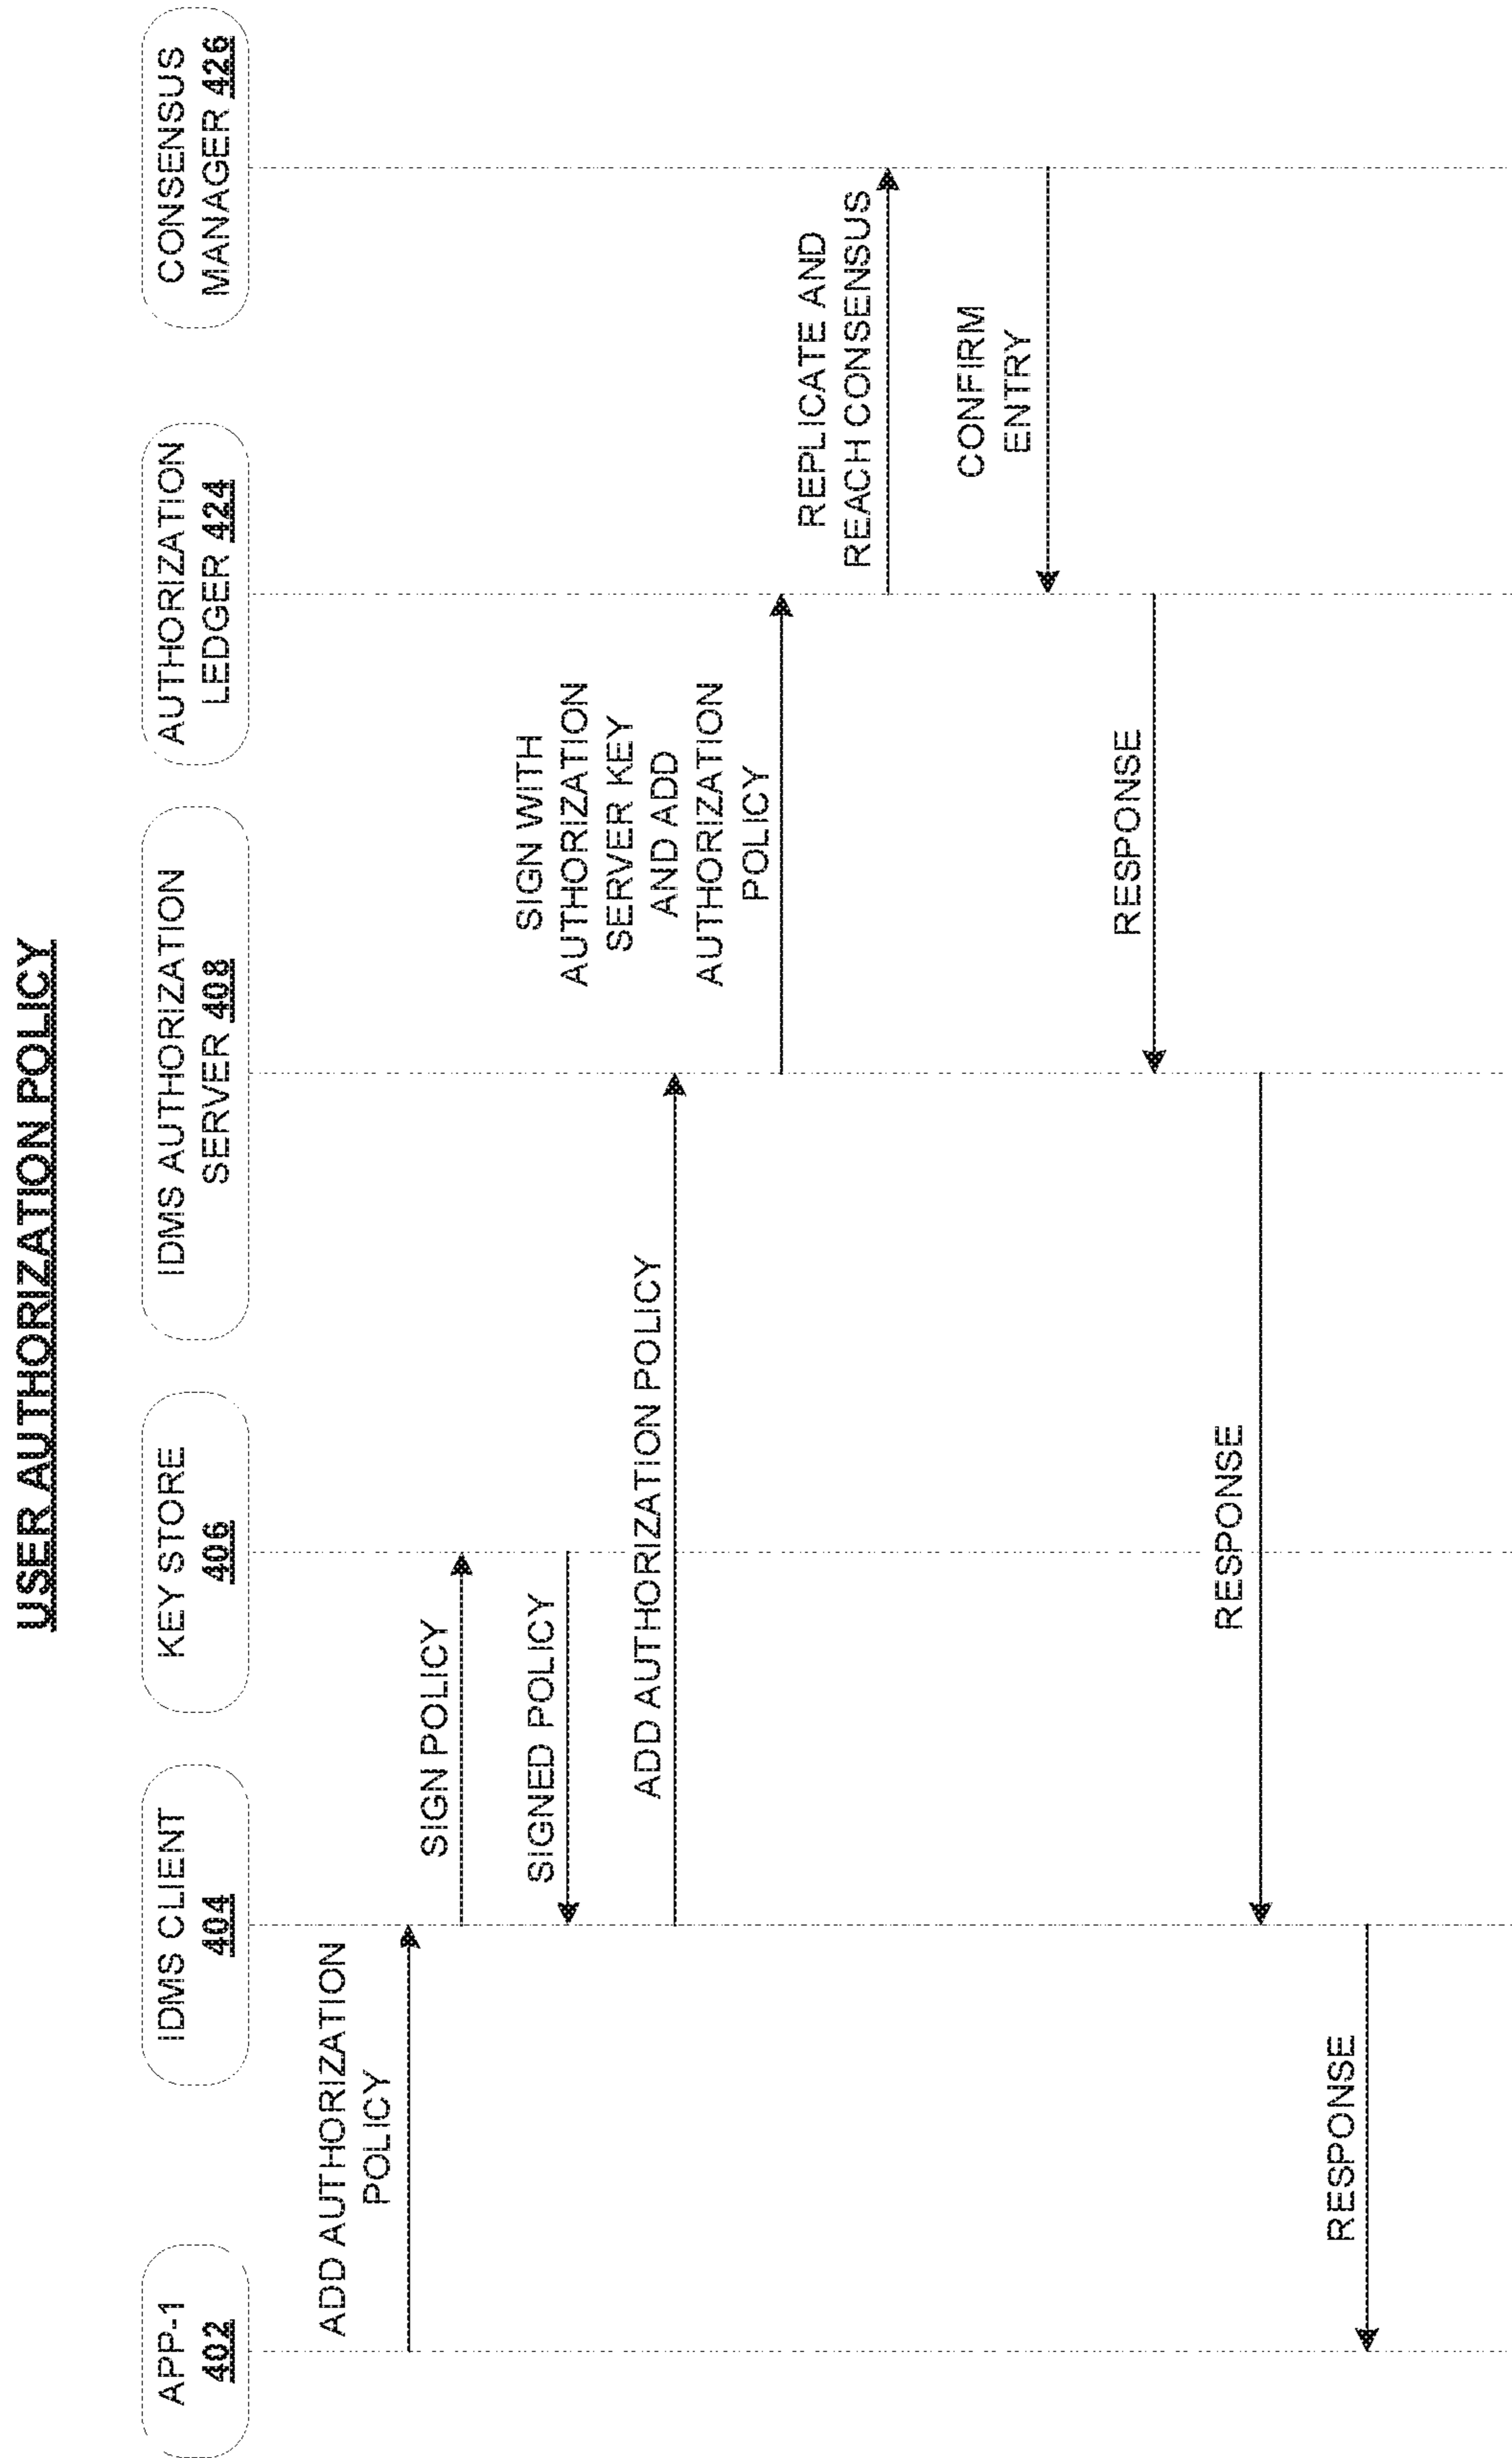 USER AUTHORIZATION POLICY
APP-1
402
IDMS CLIENT
404
KEY STORE
406
IDMS AUTHORIZATION
SERVER 408
AUTHORIZATION
LEDGER 424
CONSENSUS
MANAGER 426
ADD AUTHORIZATION
POLICY
SIGN POLICY
SIGNED POLICY
ADD AUTHORIZATION POLICY
SIGN WITH
AUTHORIZATION
SERVER KEY
AND ADD
AUTHORIZATION
POLICY
REPLICATE AND
REACH CONSENSUS
CONFIRM
ENTRY
RESPONSE
RESPONSE
RESPONSE